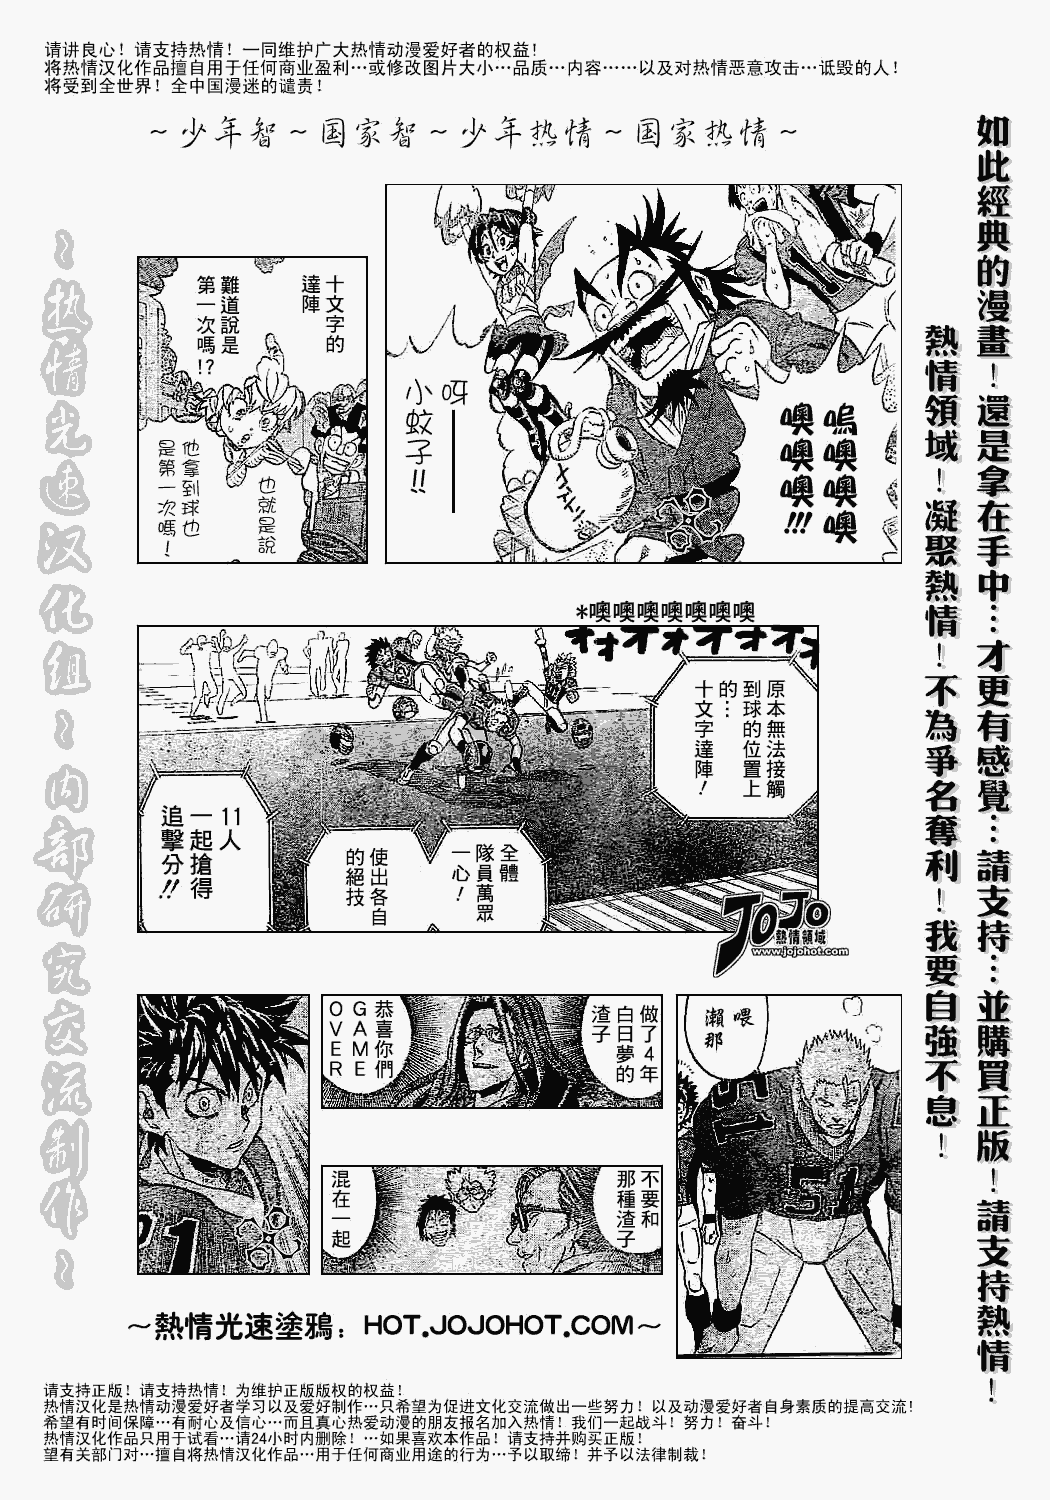 请讲良心！请支持热情！一同维护广大热情动漫爱好者的权益！
将热情汉化作品擅自用于任何商业盈利…或修改图片大小…品质…内容……以及对热情恶意攻击…诋毁的人！
将受到全世界！全中国漫迷的谴责！
～少年智～国家智～少年热情～国家热情～
如此經典的漫畫！還是拿在手中…才更有感覺…請支持…並購買正版！請支持熱情！
熱情領域！凝聚熱情！不為爭名奪利！我要自強不息！
～热情光速汉化组～内部研究交流制作～
嗚噢噢噢
噢噢噢!!!
呀——
小蚊子!!
十文字的
達陣
難道說是
第一次嗎!?
也就是說
他拿到球也
是第一次嗎！
*噢噢噢噢噢噢噢
オォオォオォオォ
原本無法接觸
到球的位置上
的…
十文字達陣！
全體
隊員萬眾
一心！
使出各自
的絕技
11人
一起搶得
追擊分!!
JOJO
熱情領域
www.jojohot.com
喂
瀨那
51
51
做了4年
白日夢的
渣子
恭喜你們
GAME
OVER
不要和
那種渣子
混在一起
21
～熱情光速塗鴉：HOT.JOJOHOT.COM～
请支持正版！请支持热情！为维护正版版权的权益！
热情汉化是热情动漫爱好者学习以及爱好制作…只希望为促进文化交流做出一些努力！以及动漫爱好者自身素质的提高交流！
希望有时间保障…有耐心及信心…而且真心热爱动漫的朋友报名加入热情！我们一起战斗！努力！奋斗！
热情汉化作品只用于试看…请24小时内删除！…如果喜欢本作品！请支持并购买正版！
望有关部门对…擅自将热情汉化作品…用于任何商业用途的行为…予以取缔！并予以法律制裁！